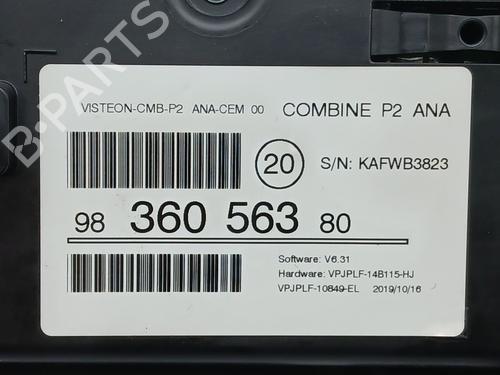 VISTEON-CMB-P2 ANA-CEM 00 COMBINE P2 ANA
20 S/N: KAFWB3823
98 360 563 80
Software: V6.31
Hardware: VPJPLF-14B115-HJ
VPJPLF-10849-EL 2019/10/16
B-PARTS